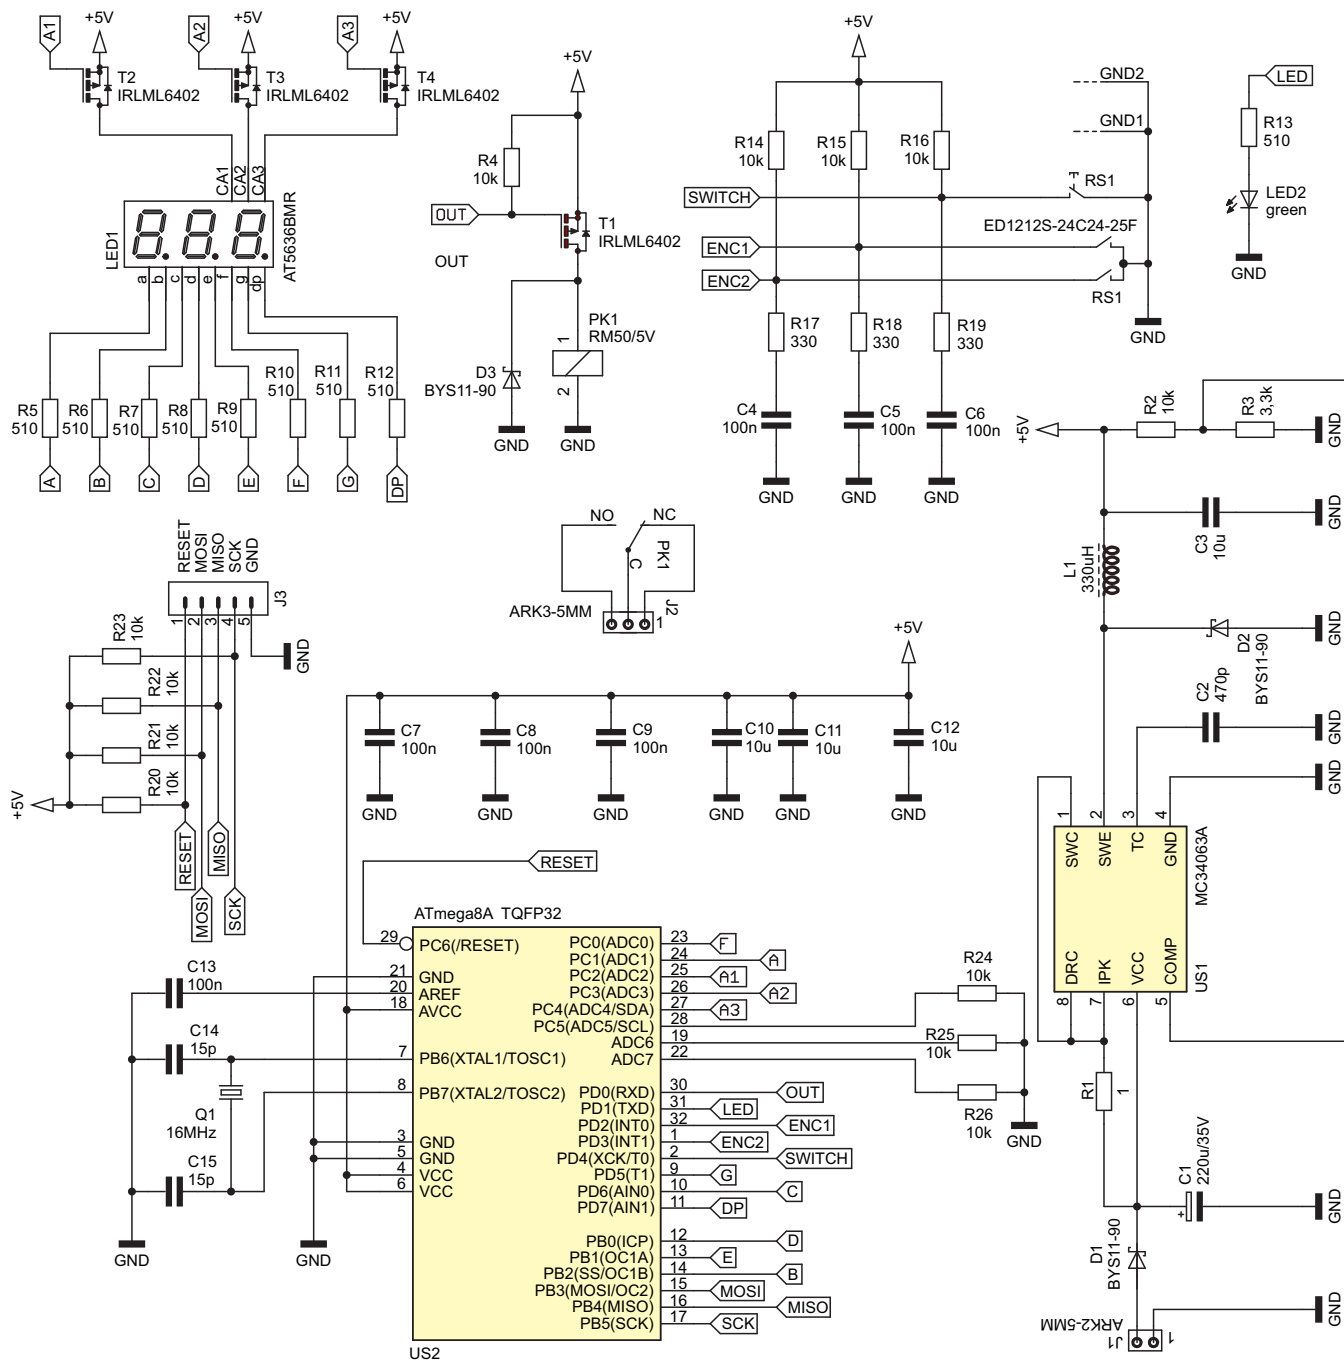 A1
+5V
A2
+5V
A3
+5V
T2
IRLML6402
T3
IRLML6402
T4
IRLML6402
CA1
CA2
CA3
LED1
AT5636BMR
a
b
c
d
e
f
g
dp
R5
510
R6
510
R7
510
R8
510
R9
510
R10
510
R11
510
R12
510
A
B
C
D
E
F
G
DP
+5V
R4
10k
OUT
OUT
T1
IRLML6402
PK1
RM50/5V
1
2
D3
BYS11-90
GND
GND
+5V
R14
10k
R15
10k
R16
10k
SWITCH
ENC1
ENC2
GND2
GND1
RS1
ED1212S-24C24-25F
RS1
GND
R17
330
R18
330
R19
330
C4
100n
C5
100n
C6
100n
GND
GND
GND
LED
R13
510
LED2
green
GND
+5V
R2
10k
R3
3,3k
GND
C3
10u
GND
L1
330uH
D2
BYS11-90
GND
C2
470p
GND
GND
1
2
3
4
SWC
SWE
TC
GND
MC34063A
DRC
IPK
VCC
COMP
US1
8
7
6
5
R1
1
C1
220u/35V
+
GND
D1
BYS11-90
GND
ARK2-5MM
J1
1
NO
NC
C
PK1
ARK3-5MM
J2
1
RESET
MOSI
MISO
SCK
GND
J3
1
2
3
4
5
GND
R23
10k
R22
10k
R21
10k
R20
10k
+5V
RESET
MISO
MOSI
SCK
+5V
C7
100n
C8
100n
C9
100n
C10
10u
C11
10u
C12
10u
GND
GND
GND
GND
GND
GND
RESET
ATmega8A TQFP32
29 PC6(/RESET)
21 GND
20 AREF
18 AVCC
7 PB6(XTAL1/TOSC1)
8 PB7(XTAL2/TOSC2)
3 GND
5 GND
4 VCC
6 VCC
PC0(ADC0) 23 F
PC1(ADC1) 24 A
PC2(ADC2) 25 A1
PC3(ADC3) 26 A2
PC4(ADC4/SDA) 27 A3
PC5(ADC5/SCL) 28
ADC6 19
ADC7 22
PD0(RXD) 30 OUT
PD1(TXD) 31 LED
PD2(INT0) 32 ENC1
PD3(INT1) 1 ENC2
PD4(XCK/T0) 2 SWITCH
PD5(T1) 9 G
PD6(AIN0) 10 C
PD7(AIN1) 11 DP
PB0(ICP) 12 D
PB1(OC1A) 13 E
PB2(SS/OC1B) 14 B
PB3(MOSI/OC2) 15 MOSI
PB4(MISO) 16 MISO
PB5(SCK) 17 SCK
US2
C13
100n
C14
15p
Q1
16MHz
C15
15p
GND
GND
R24
10k
R25
10k
R26
10k
GND